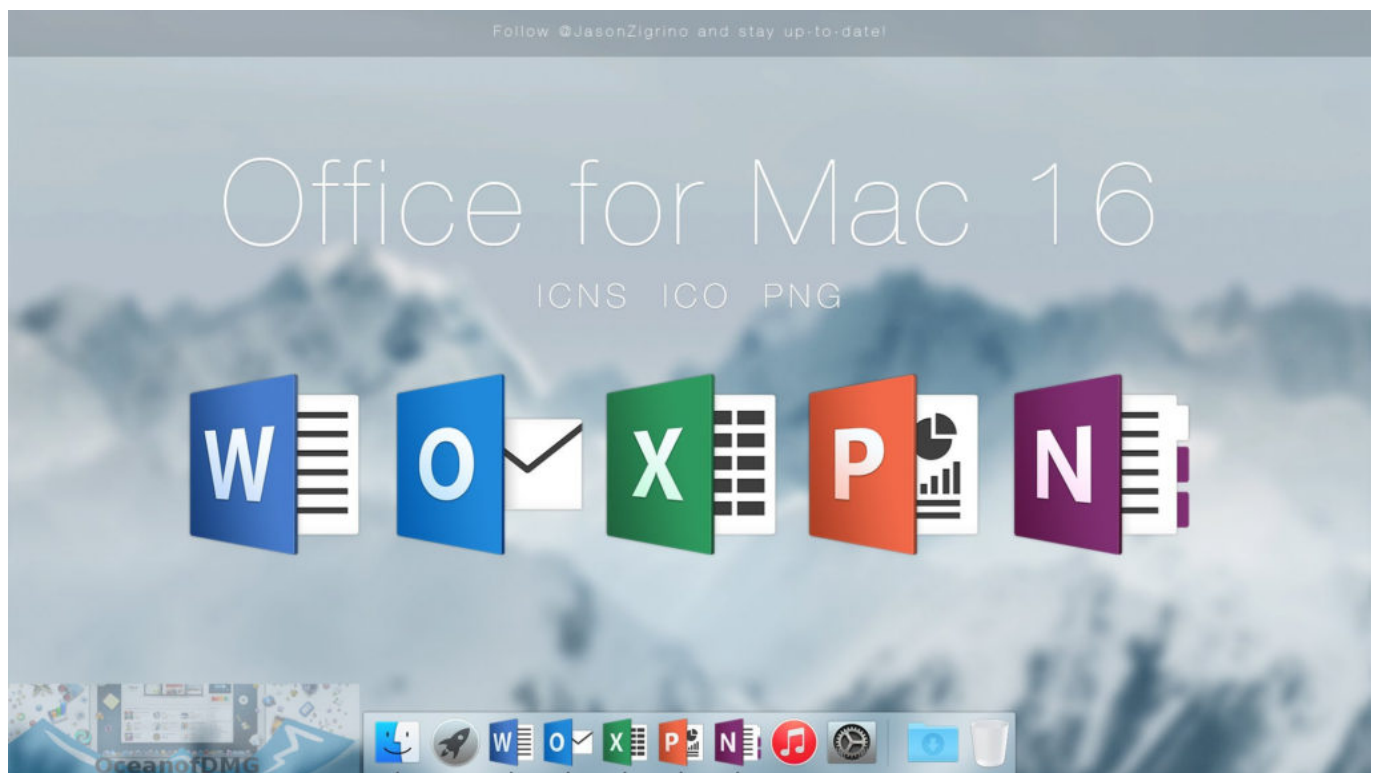 Follow @JasonZigrino and stay up-to-date!
Office for Mac 16
ICNS ICO PNG
W O X P N
W O X P N
OceanofDMG